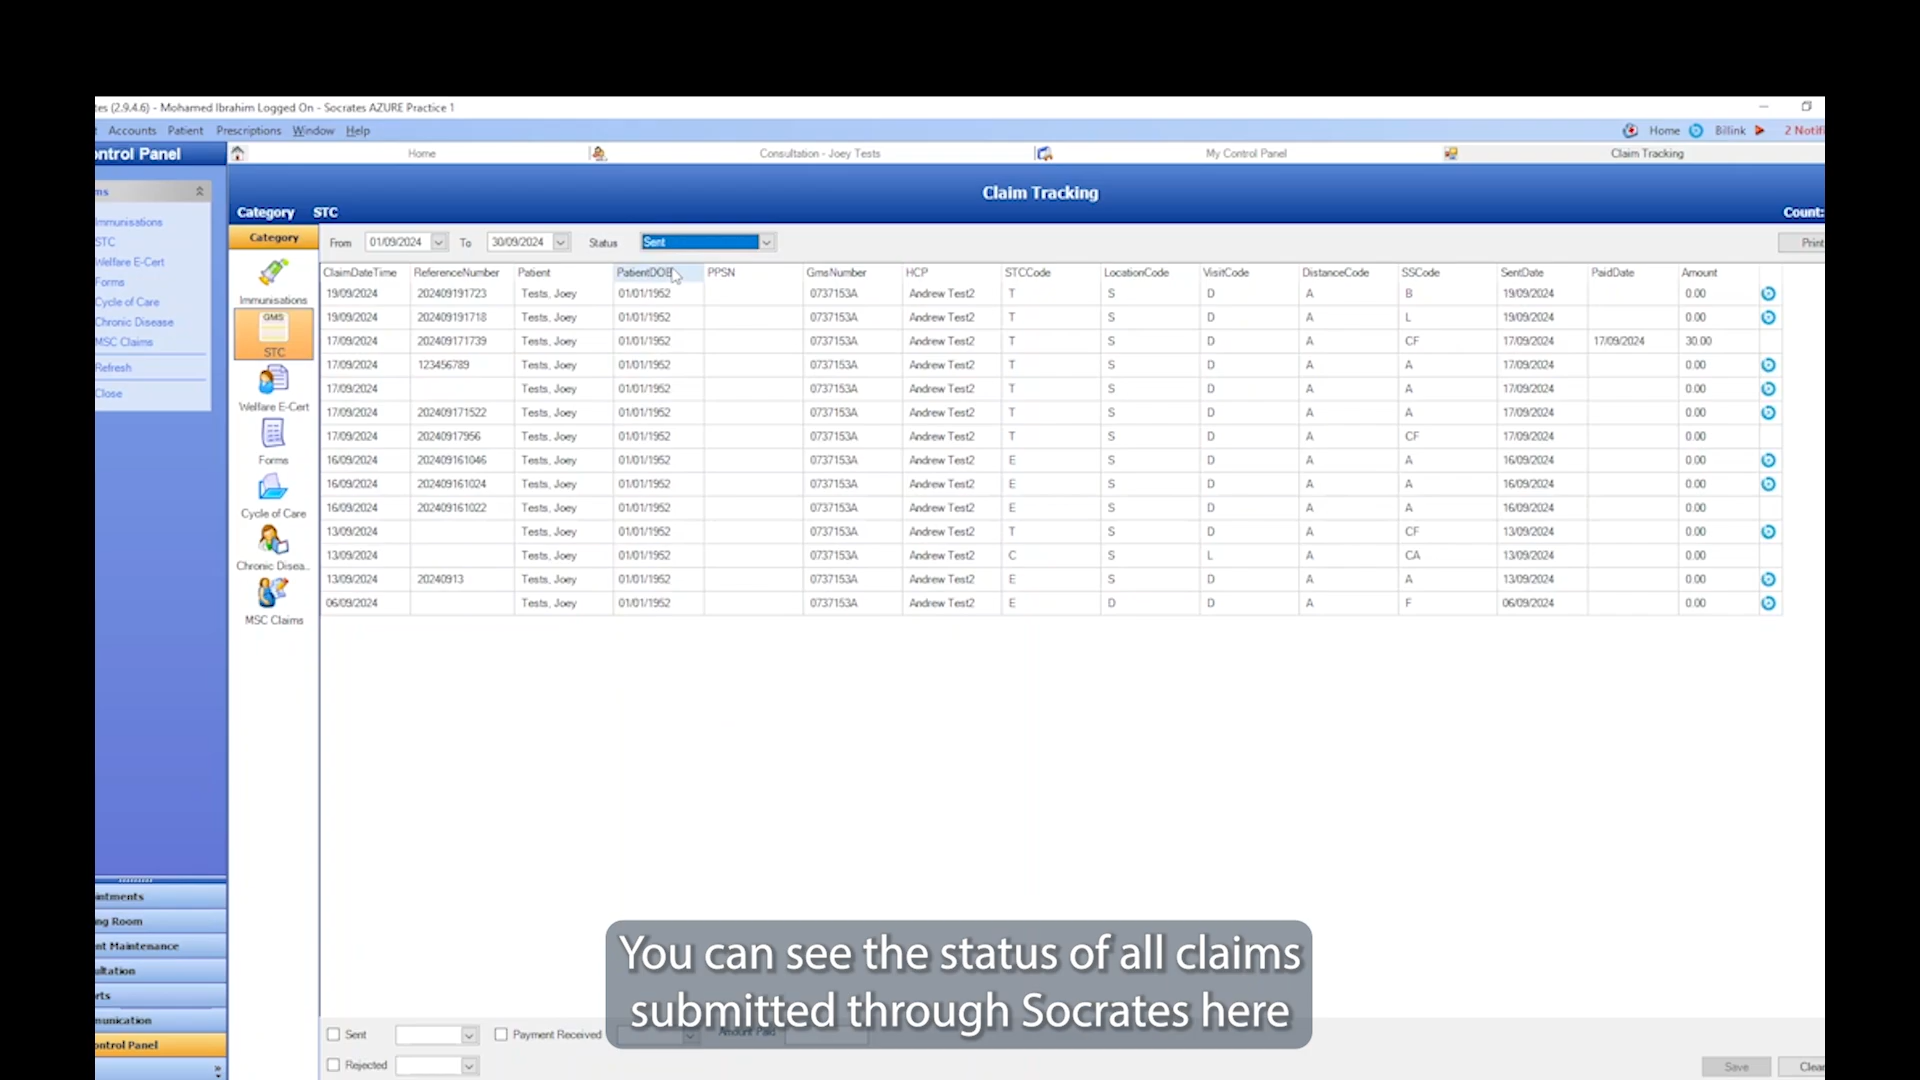 tes (2.9.4.6) - Mohamed Ibrahim Logged On - Socrates AZURE Practice 1
t Accounts Patient Prescriptions Window Help
Home Billink 2 Notifi
ontrol Panel
Home Consultation - Joey Tests My Control Panel Claim Tracking
ms
Immunisations
STC
Welfare E-Cert
Forms
Cycle of Care
Chronic Disease
MSC Claims
Refresh
Close
Claim Tracking
Category STC Count:
Category
Immunisations
GMS
STC
Welfare E-Cert
Forms
Cycle of Care
Chronic Disea..
MSC Claims
From 01/09/2024 To 30/09/2024 Status Sent Print
ClaimDateTime ReferenceNumber Patient PatientDOB PPSN GmsNumber HCP STCCode LocationCode VisitCode DistanceCode SSCode SentDate PaidDate Amount
19/09/2024 202409191723 Tests, Joey 01/01/1952 0737153A Andrew Test2 T S D A B 19/09/2024 0.00
19/09/2024 202409191718 Tests, Joey 01/01/1952 0737153A Andrew Test2 T S D A L 19/09/2024 0.00
17/09/2024 202409171739 Tests, Joey 01/01/1952 0737153A Andrew Test2 T S D A CF 17/09/2024 17/09/2024 30.00
17/09/2024 123456789 Tests, Joey 01/01/1952 0737153A Andrew Test2 T S D A A 17/09/2024 0.00
17/09/2024 Tests, Joey 01/01/1952 0737153A Andrew Test2 T S D A A 17/09/2024 0.00
17/09/2024 202409171522 Tests, Joey 01/01/1952 0737153A Andrew Test2 T S D A A 17/09/2024 0.00
17/09/2024 20240917956 Tests, Joey 01/01/1952 0737153A Andrew Test2 T S D A CF 17/09/2024 0.00
16/09/2024 202409161046 Tests, Joey 01/01/1952 0737153A Andrew Test2 E S D A A 16/09/2024 0.00
16/09/2024 202409161024 Tests, Joey 01/01/1952 0737153A Andrew Test2 E S D A A 16/09/2024 0.00
16/09/2024 202409161022 Tests, Joey 01/01/1952 0737153A Andrew Test2 E S D A A 16/09/2024 0.00
13/09/2024 Tests, Joey 01/01/1952 0737153A Andrew Test2 T S D A CF 13/09/2024 0.00
13/09/2024 Tests, Joey 01/01/1952 0737153A Andrew Test2 C S L A CA 13/09/2024 0.00
13/09/2024 20240913 Tests, Joey 01/01/1952 0737153A Andrew Test2 E S D A A 13/09/2024 0.00
06/09/2024 Tests, Joey 01/01/1952 0737153A Andrew Test2 E D D A F 06/09/2024 0.00
intments
ng Room
nt Maintenance
ultation
rts
munication
ontrol Panel
You can see the status of all claims
submitted through Socrates here
Sent Payment Received Amount Paid
Rejected
Save Clear